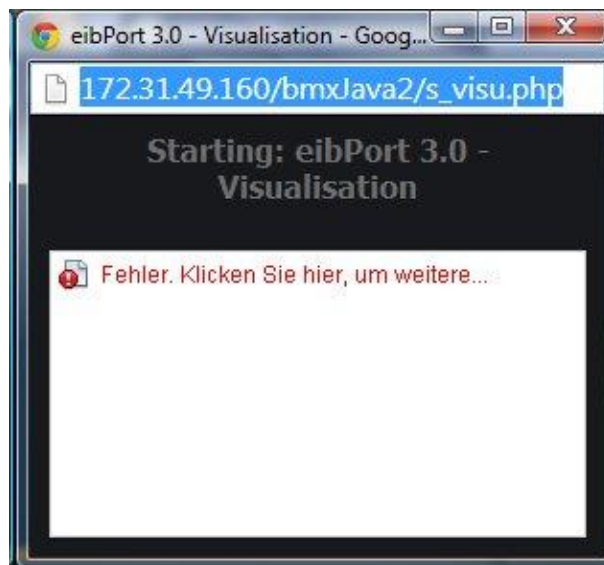 eibPort 3.0 - Visualisation - Goog...
172.31.49.160/bmxJava2/s_visu.php
Starting: eibPort 3.0 -
Visualisation
Fehler. Klicken Sie hier, um weitere...